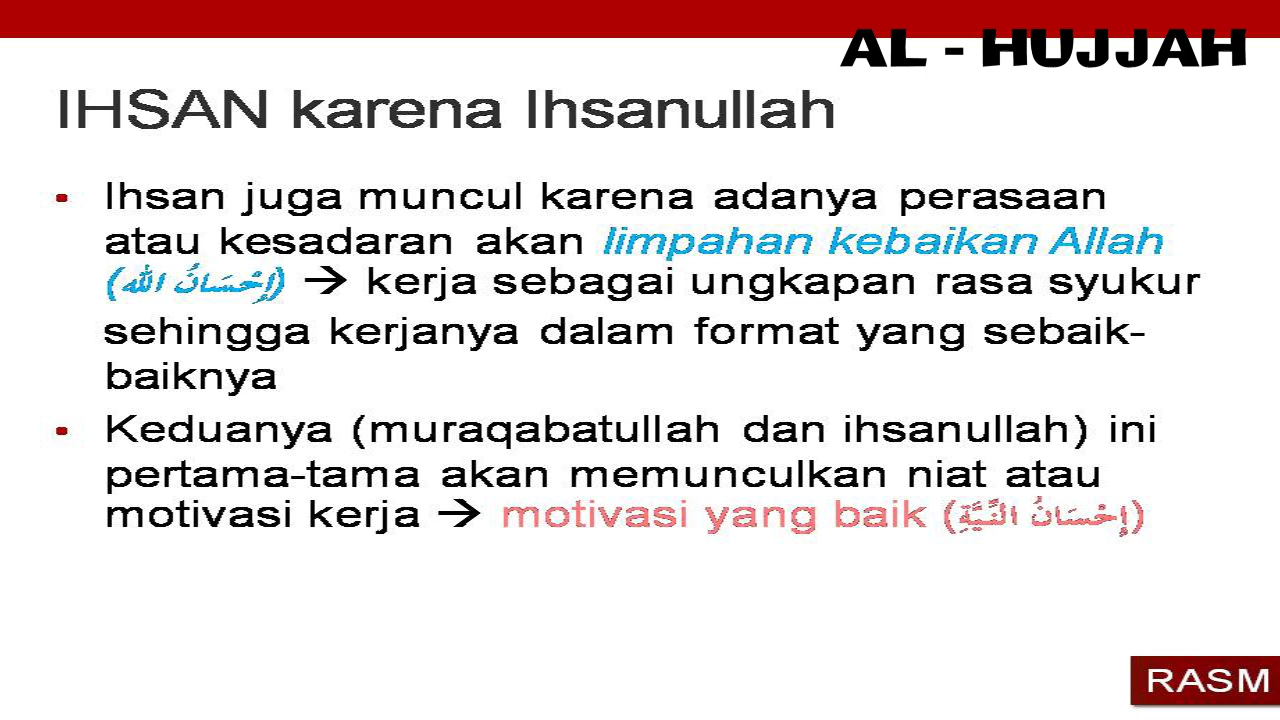 AL - HUJJAH
IHSAN karena Ihsanullah
▪ Ihsan juga muncul karena adanya perasaan
atau kesadaran akan limpahan kebaikan Allah
(إِحْسَانُ الله) → kerja sebagai ungkapan rasa syukur
sehingga kerjanya dalam format yang sebaik-
baiknya
▪ Keduanya (muraqabatullah dan ihsanullah) ini
pertama-tama akan memunculkan niat atau
motivasi kerja → motivasi yang baik (إِحْسَانُ النِّيَّةِ)
RASM